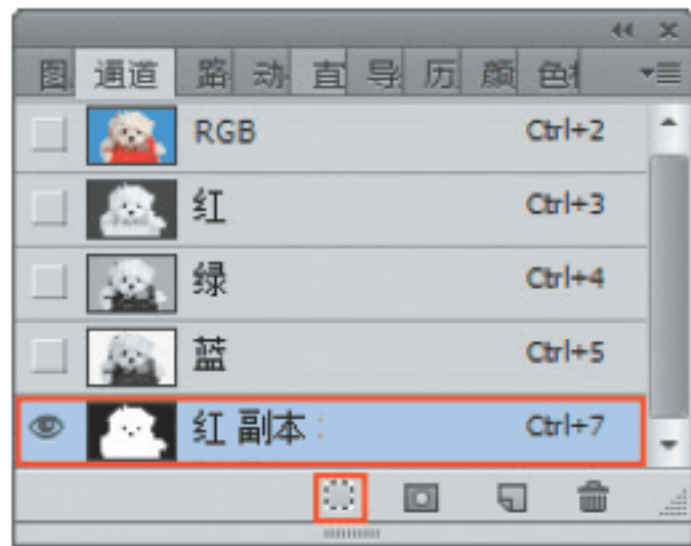 图 通道 路 动 直 导 历 颜 色
RGB Ctrl+2
红 Ctrl+3
绿 Ctrl+4
蓝 Ctrl+5
红 副本 Ctrl+7